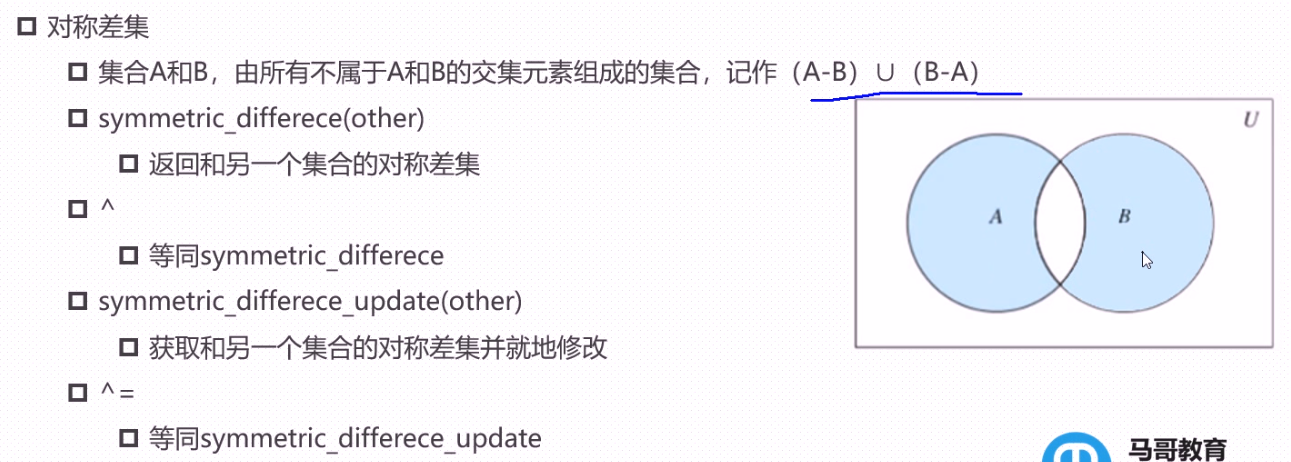 对称差集
集合A和B，由所有不属于A和B的交集元素组成的集合，记作（A-B）∪（B-A）
symmetric_differece(other)
返回和另一个集合的对称差集
^
等同symmetric_differece
symmetric_differece_update(other)
获取和另一个集合的对称差集并就地修改
^=
等同symmetric_differece_update
U
A
B
马哥教育